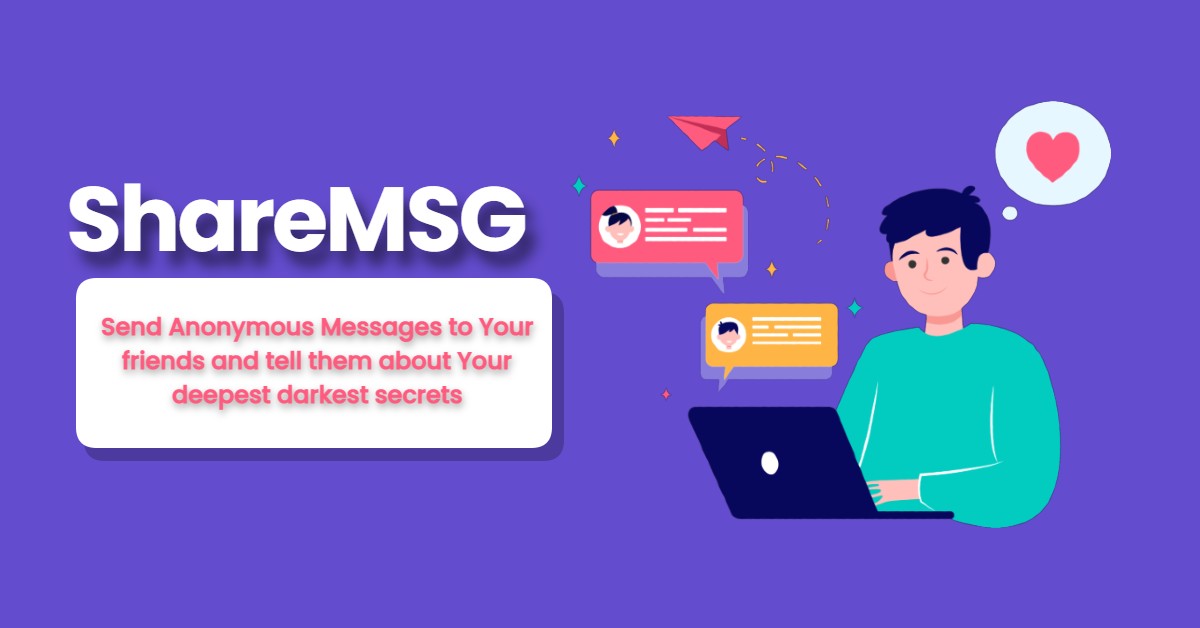 ShareMSG
Send Anonymous Messages to Your
friends and tell them about Your
deepest darkest secrets